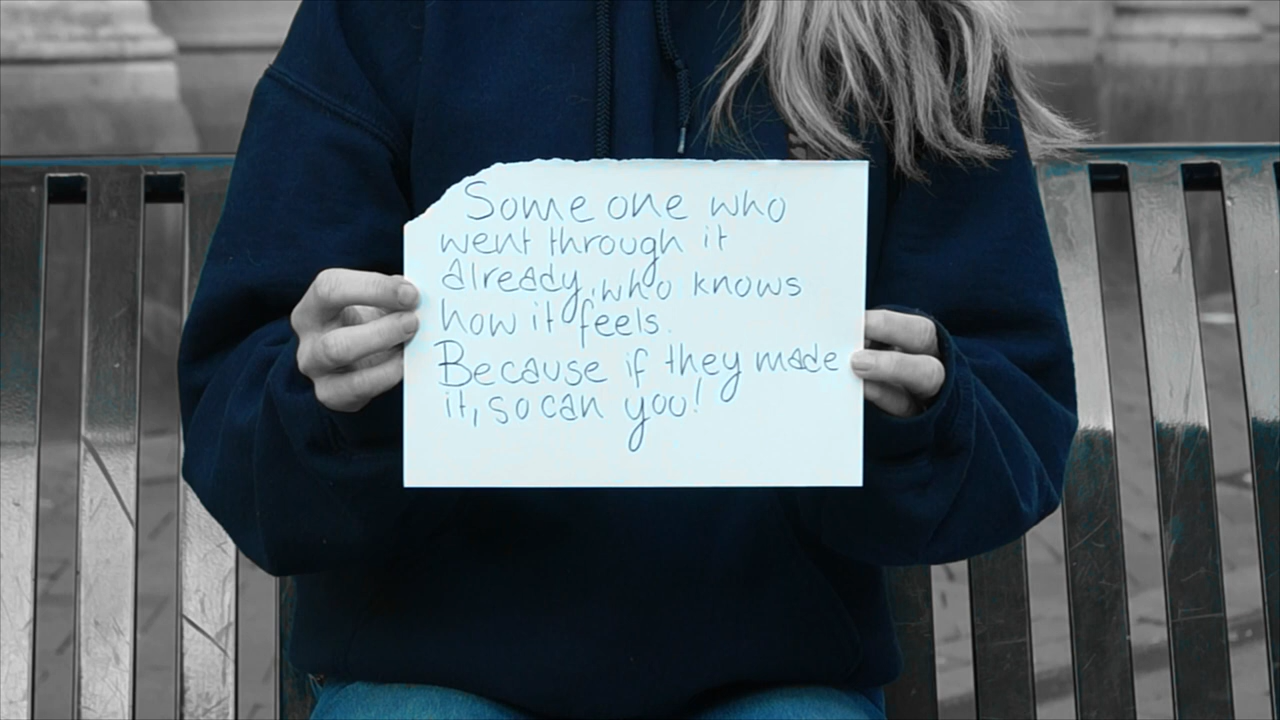 Some one who
went through it
already, who knows
how it feels.
Because if they made
it, so can you!